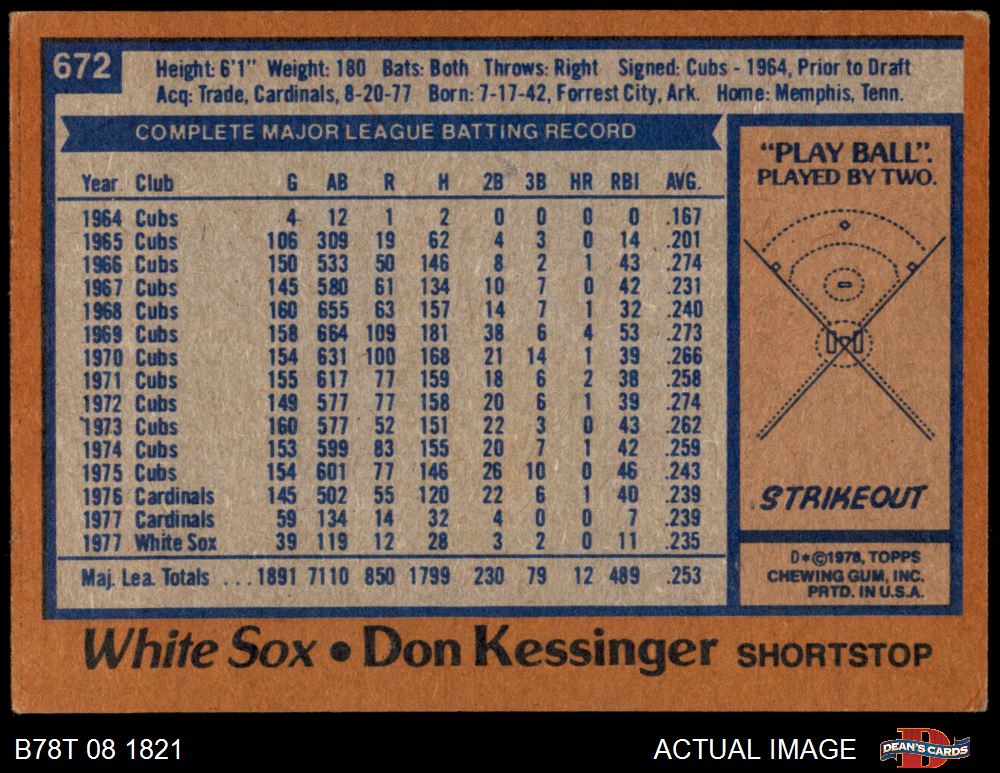 672
Height: 6'1" Weight: 180 Bats: Both Throws: Right Signed: Cubs - 1964, Prior to Draft
Acq: Trade, Cardinals, 8-20-77 Born: 7-17-42, Forrest City, Ark. Home: Memphis, Tenn.
COMPLETE MAJOR LEAGUE BATTING RECORD
Year Club G AB R H 2B 3B HR RBI AVG.
1964 Cubs 4 12 1 2 0 0 0 0 .167
1965 Cubs 106 309 19 62 4 3 0 14 .201
1966 Cubs 150 533 50 146 8 2 1 43 .274
1967 Cubs 145 580 61 134 10 7 0 42 .231
1968 Cubs 160 655 63 157 14 7 1 32 .240
1969 Cubs 158 664 109 181 38 6 4 53 .273
1970 Cubs 154 631 100 168 21 14 1 39 .266
1971 Cubs 155 617 77 159 18 6 2 38 .258
1972 Cubs 149 577 77 158 20 6 1 39 .274
1973 Cubs 160 577 52 151 22 3 0 43 .262
1974 Cubs 153 599 83 155 20 7 1 42 .259
1975 Cubs 154 601 77 146 26 10 0 46 .243
1976 Cardinals 145 502 55 120 22 6 1 40 .239
1977 Cardinals 59 134 14 32 4 0 0 7 .239
1977 White Sox 39 119 12 28 3 2 0 11 .235
Maj. Lea. Totals ... 1891 7110 850 1799 230 79 12 489 .253
"PLAY BALL".
PLAYED BY TWO.
STRIKEOUT
D*©1978, TOPPS
CHEWING GUM, INC.
PRTD. IN U.S.A.
White Sox • Don Kessinger SHORTSTOP
B78T 08 1821
ACTUAL IMAGE
DEAN'S CARDS